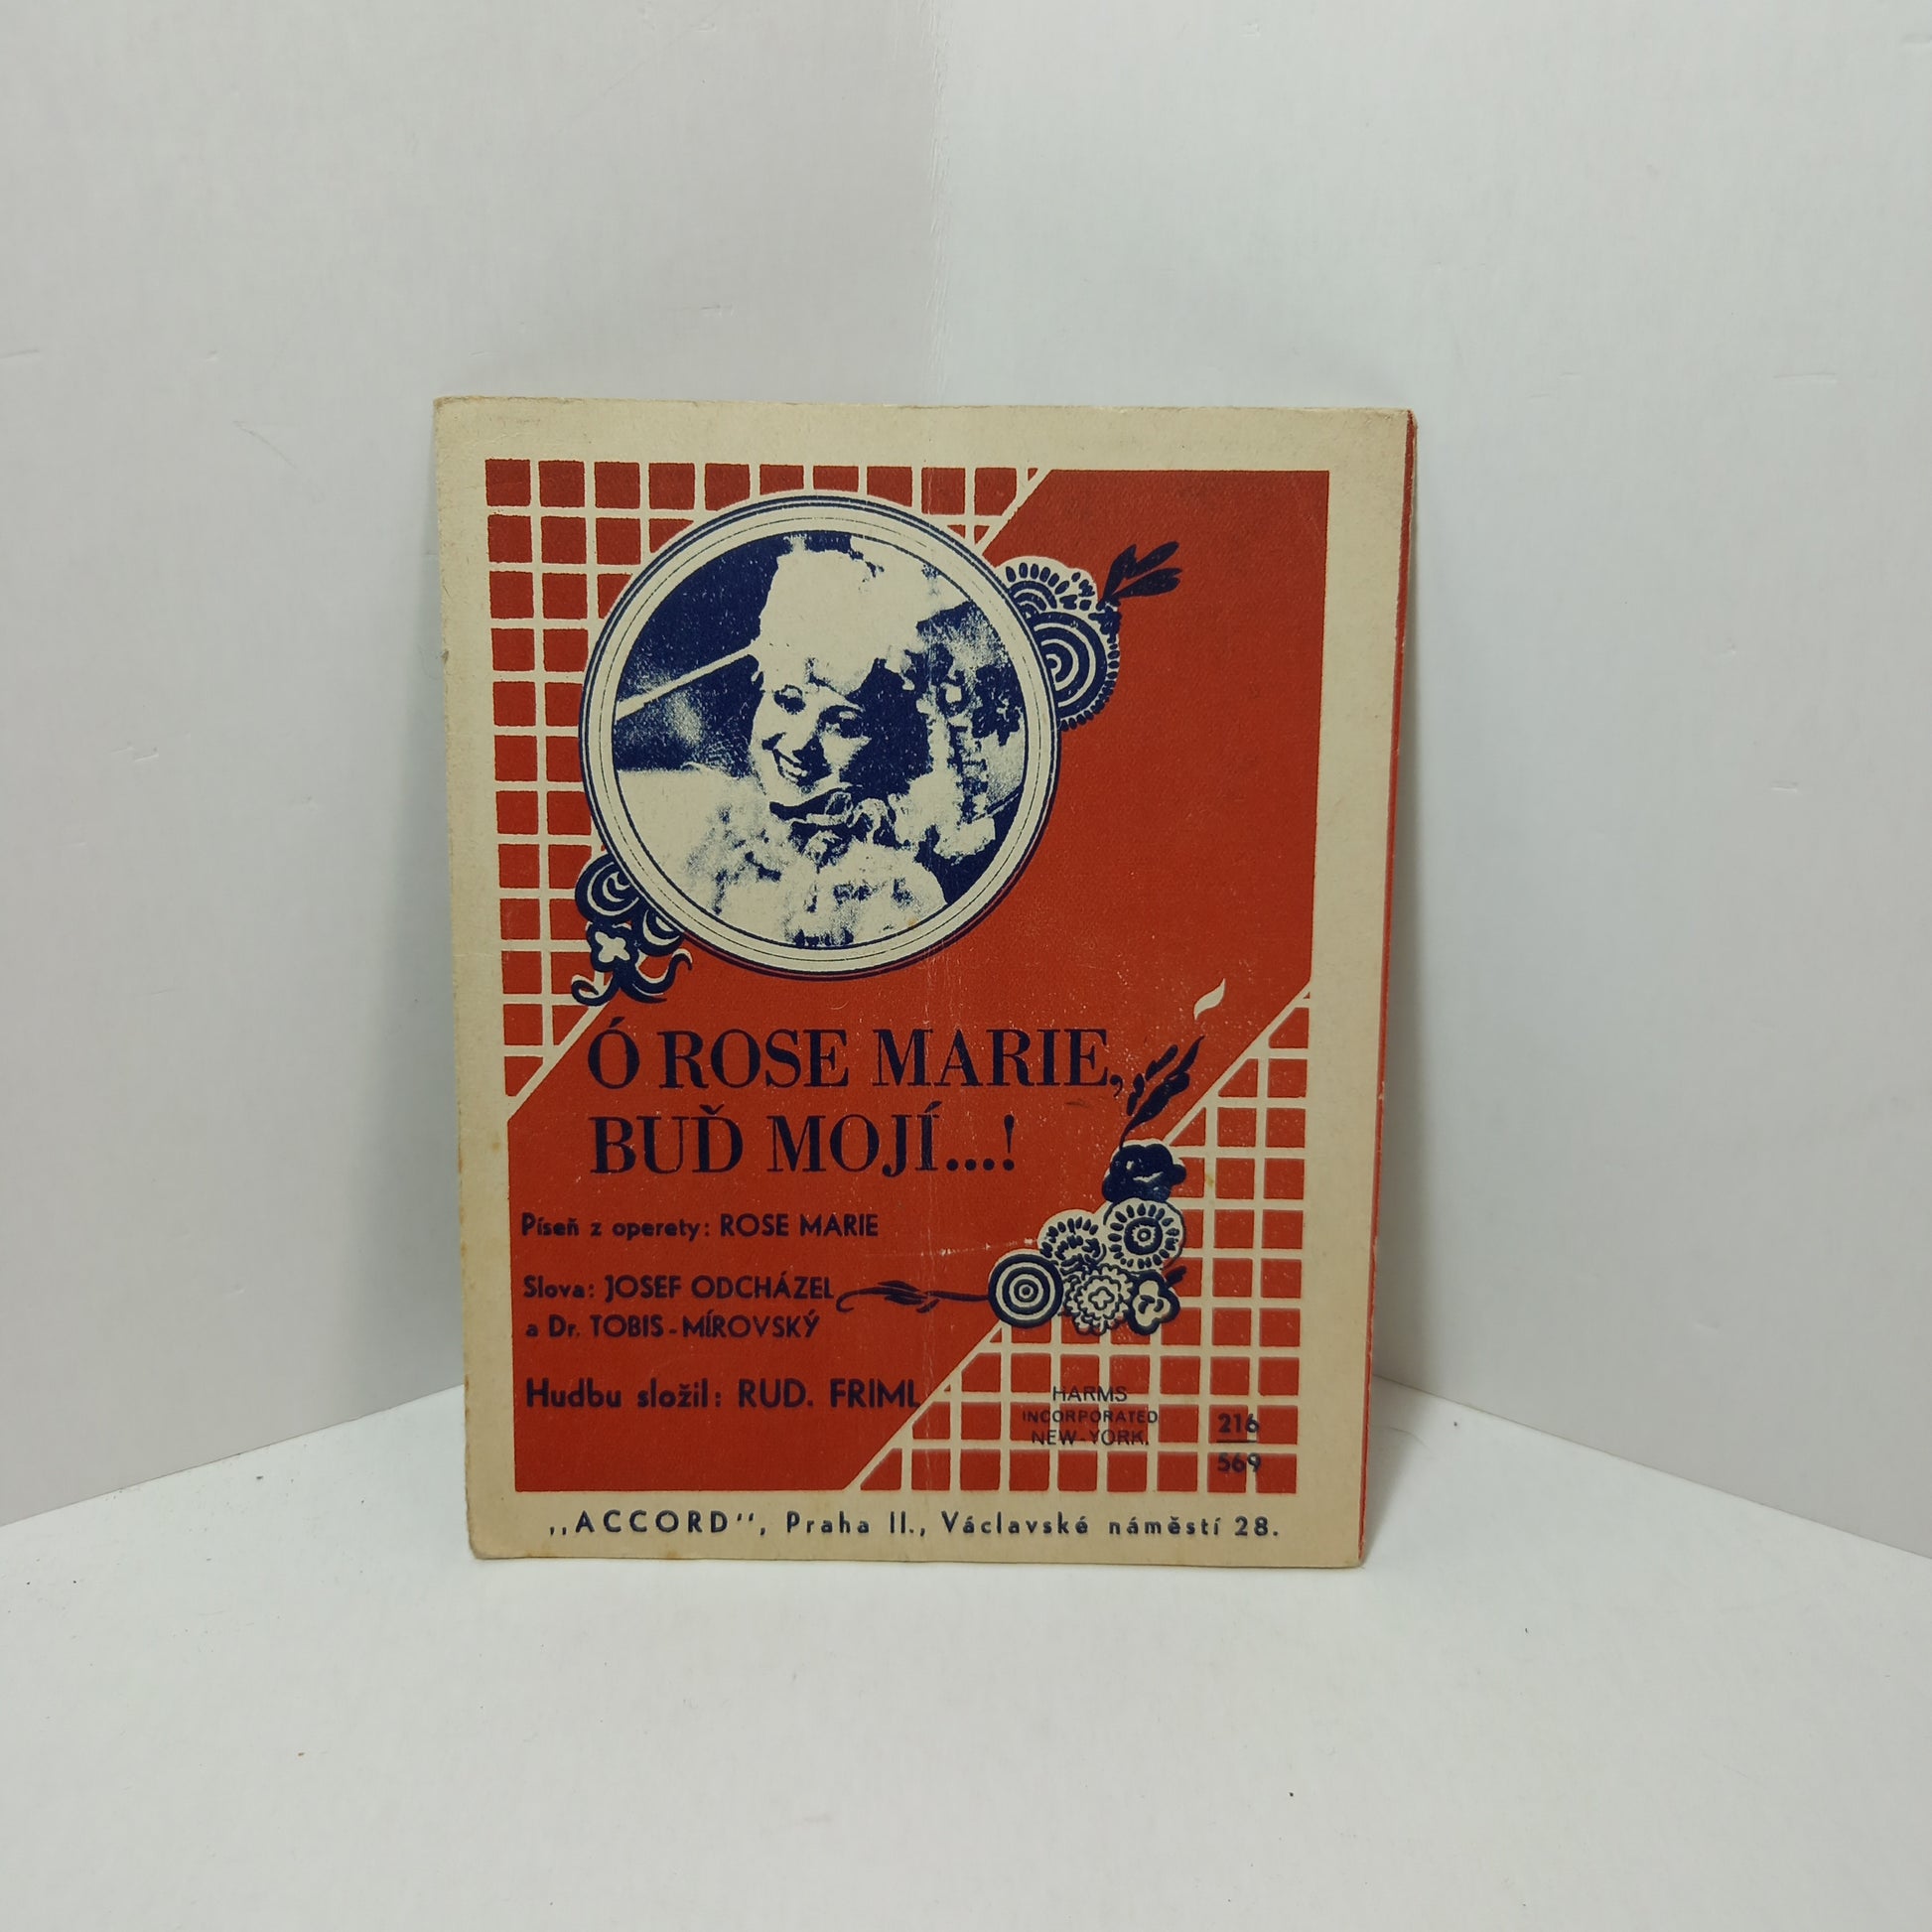 Ó ROSE MARIE,
BUĎ MOJÍ...!
Píseň z operety: ROSE MARIE
Slova: JOSEF ODCHÁZEL
a Dr. TOBIS-MÍROVSKÝ
Hudbu složil: RUD. FRIML
HARMS
INCORPORATED
NEW-YORK.
216
569
,,ACCORD‘‘, Praha II., Václavské náměstí 28.